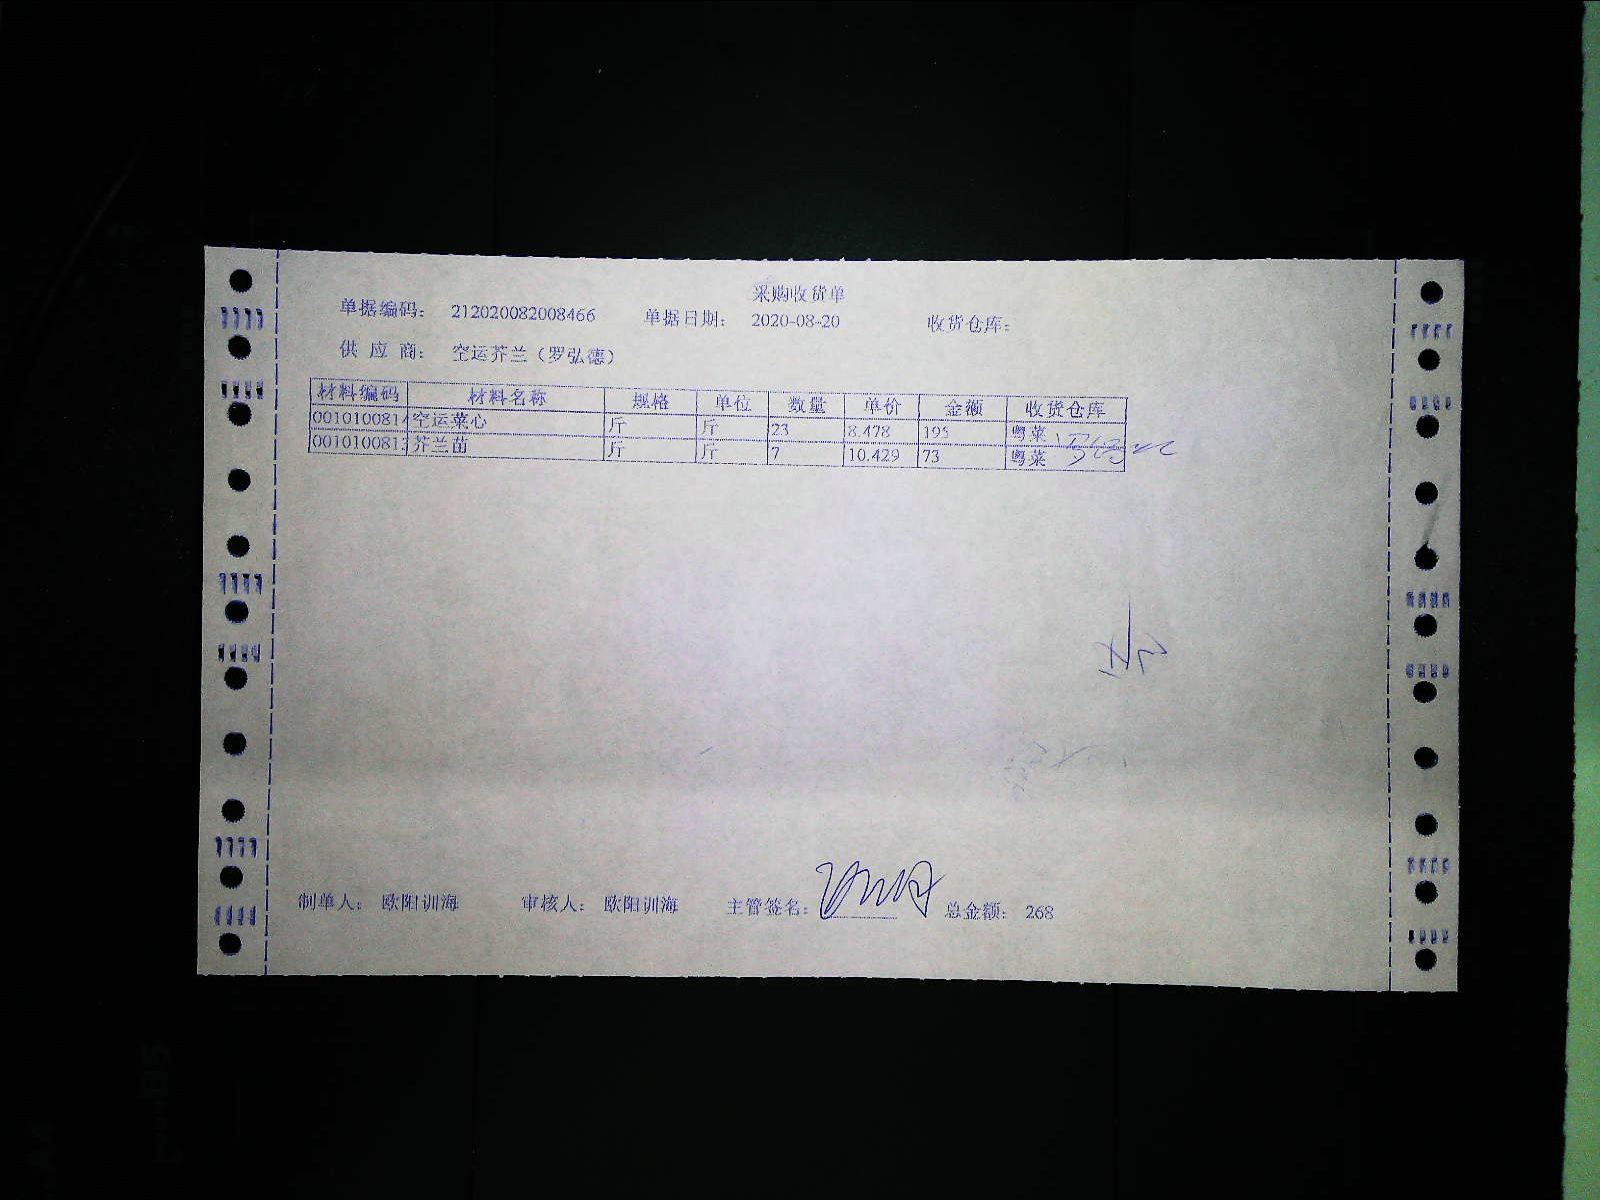 采购收货单
单据编码： 212020082008466 单据日期： 2020-08-20 收货仓库：
供 应 商： 空运芥兰（罗弘德）
材料编码 材料名称 规格 单位 数量 单价 金额 收货仓库
0010100814 空运菜心 斤 斤 23 8.478 195 粤菜
001010081 芥兰苗 斤 斤 7 10.429 73 粤菜
制单人： 欧阳训海 审核人： 欧阳训海 主管签名： 总金额： 268